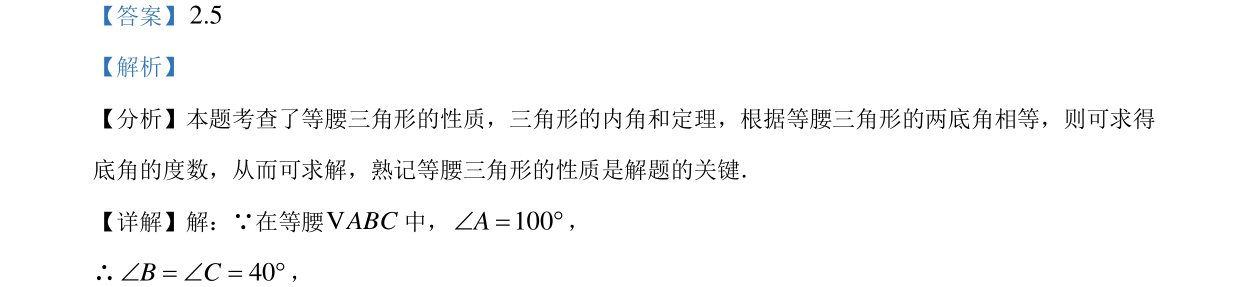 【答案】2.5
【解析】
【分析】本题考查了等腰三角形的性质，三角形的内角和定理，根据等腰三角形的两底角相等，则可求得
底角的度数，从而可求解，熟记等腰三角形的性质是解题的关键．
【详解】解：∵在等腰VABC 中，∠A＝100°，
∴∠B＝∠C＝40°，